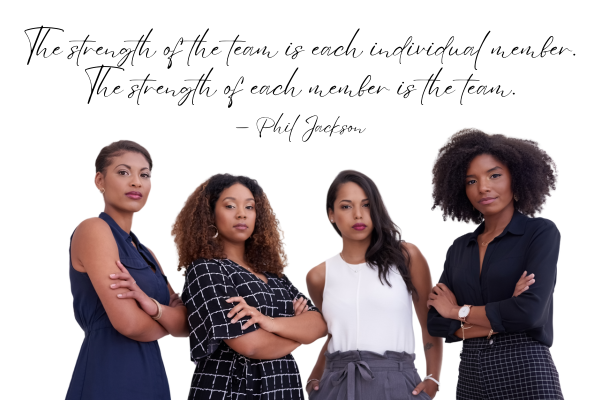 The strength of the team is each individual member.
The strength of each member is the team.
– Phil Jackson